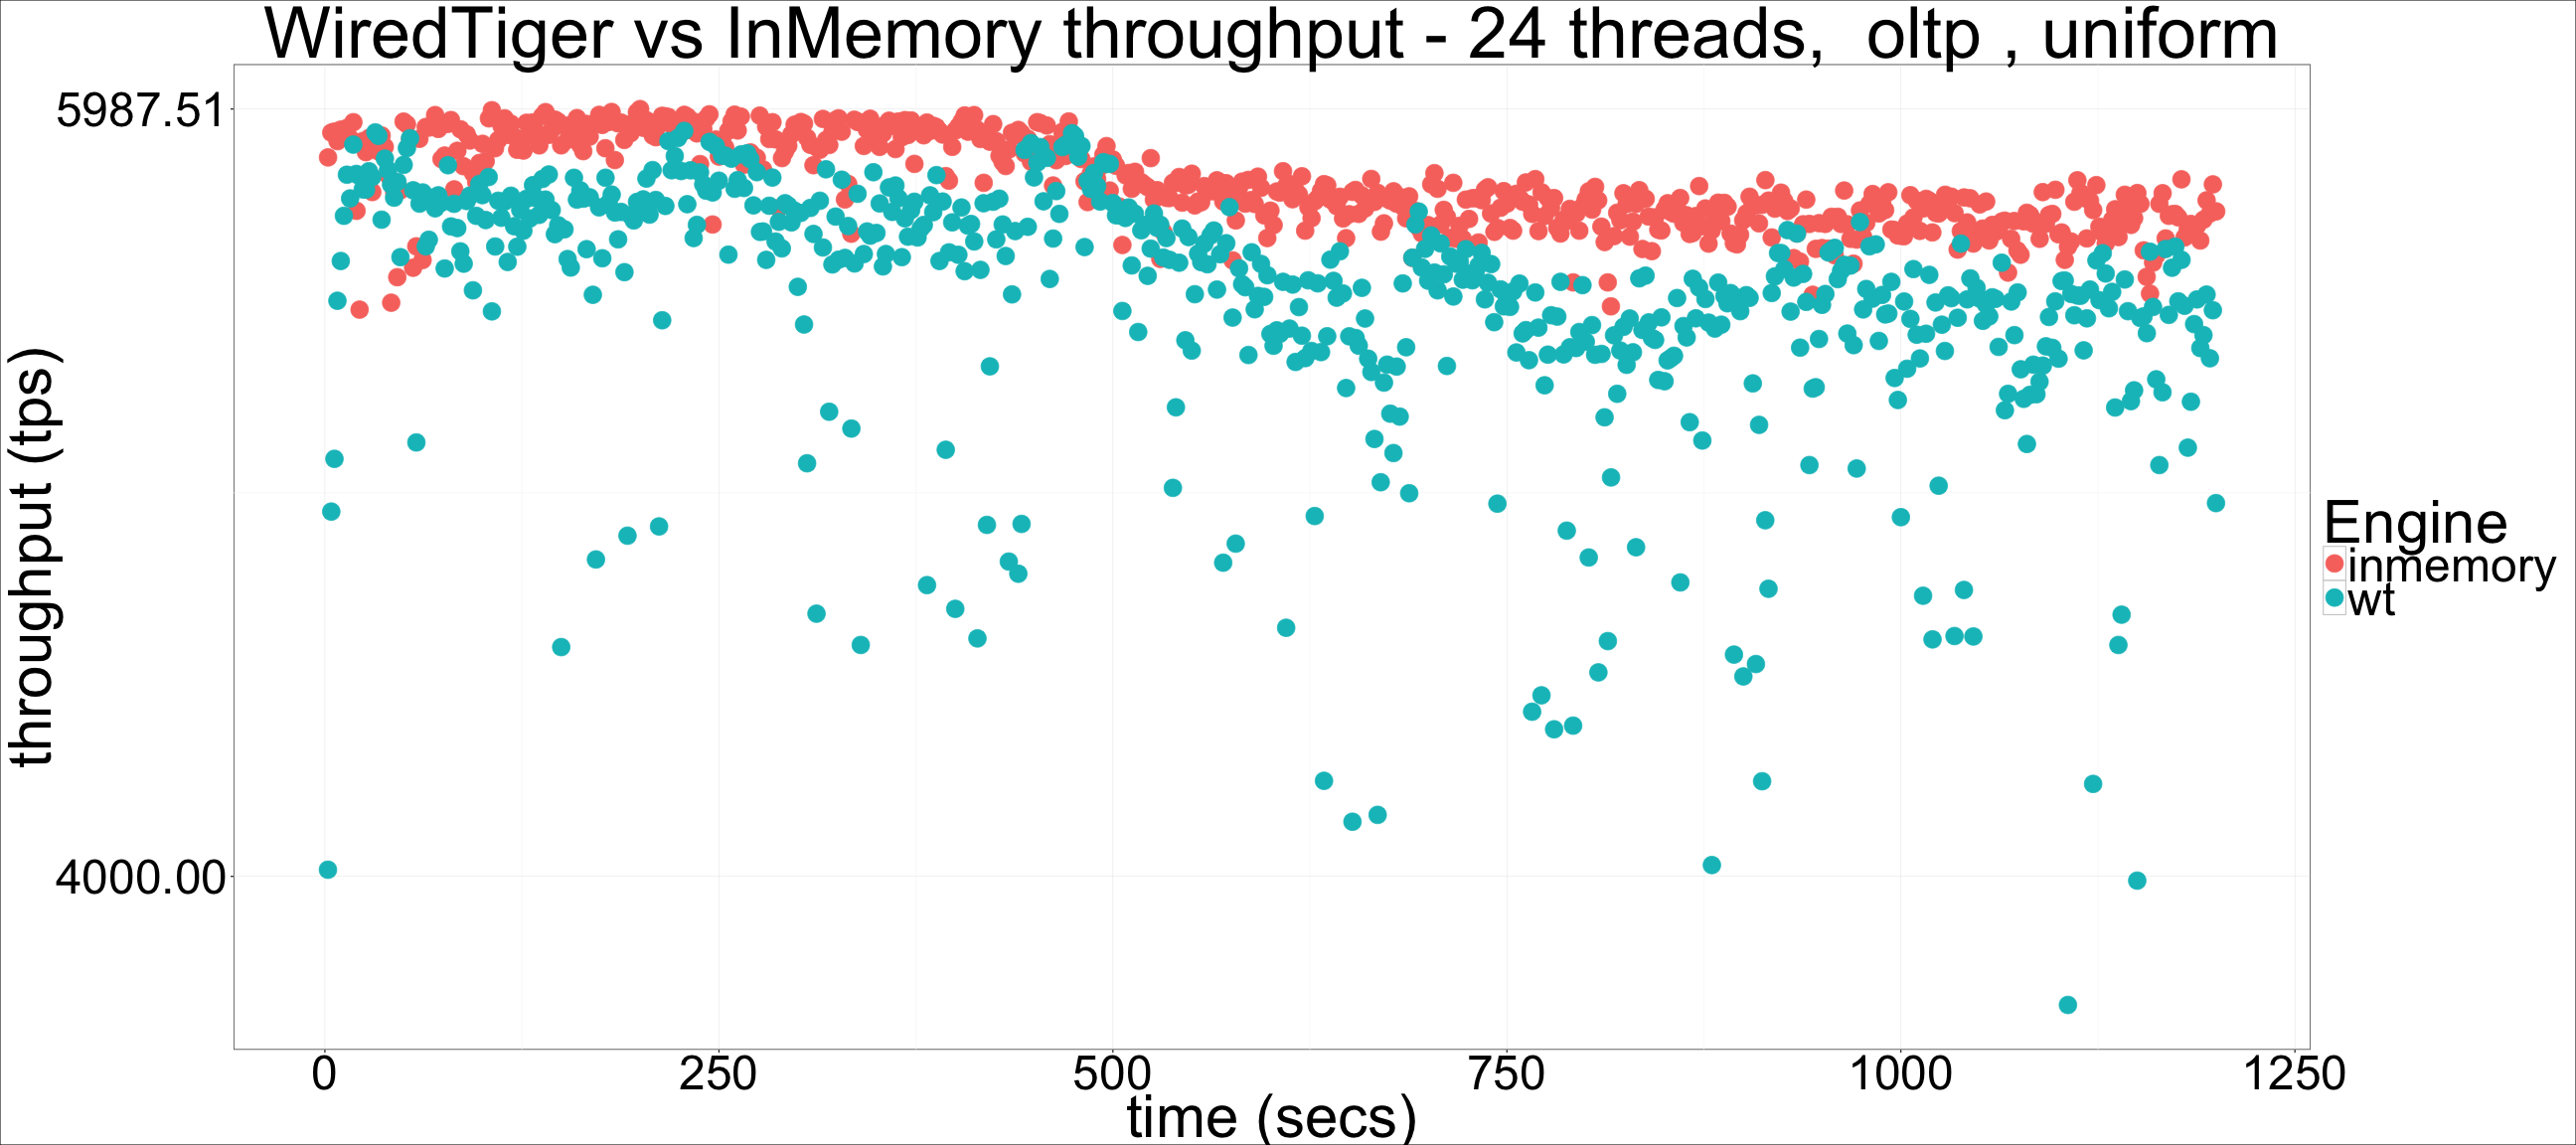 WiredTiger vs InMemory throughput - 24 threads,  oltp , uniform
5987.51
4000.00
throughput (tps)
0 250 500 750 1000 1250
time (secs)
Engine
inmemory
wt